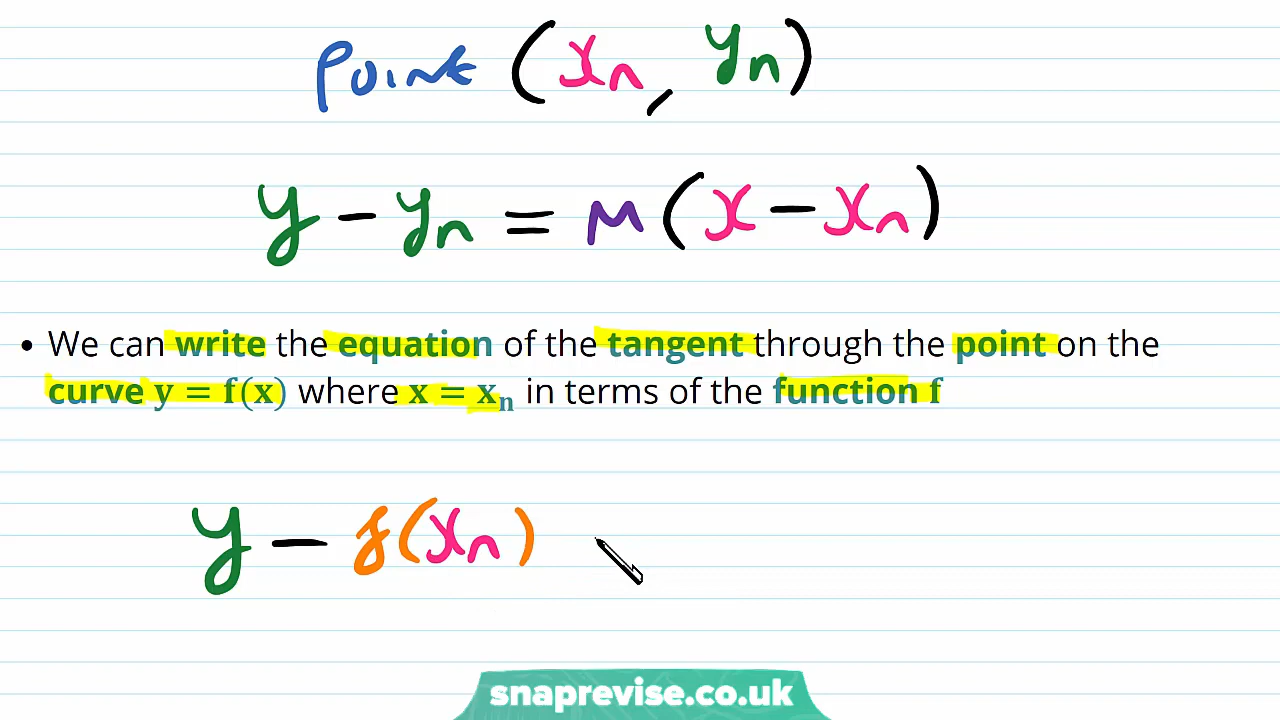 Point (xn, yn)
y - yn = M(x - xn)
• We can write the equation of the tangent through the point on the
curve y = f(x) where x = xn in terms of the function f
y - f(xn)
snaprevise.co.uk